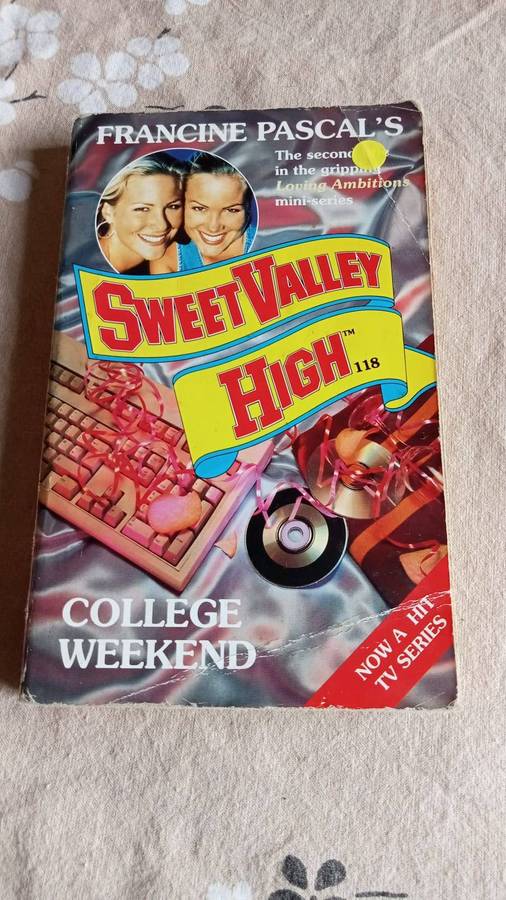 FRANCINE PASCAL'S
The second
in the gripping
Loving Ambitions
mini-series
SWEET VALLEY
HIGH™ 118
COLLEGE
WEEKEND
NOW A HIT
TV SERIES